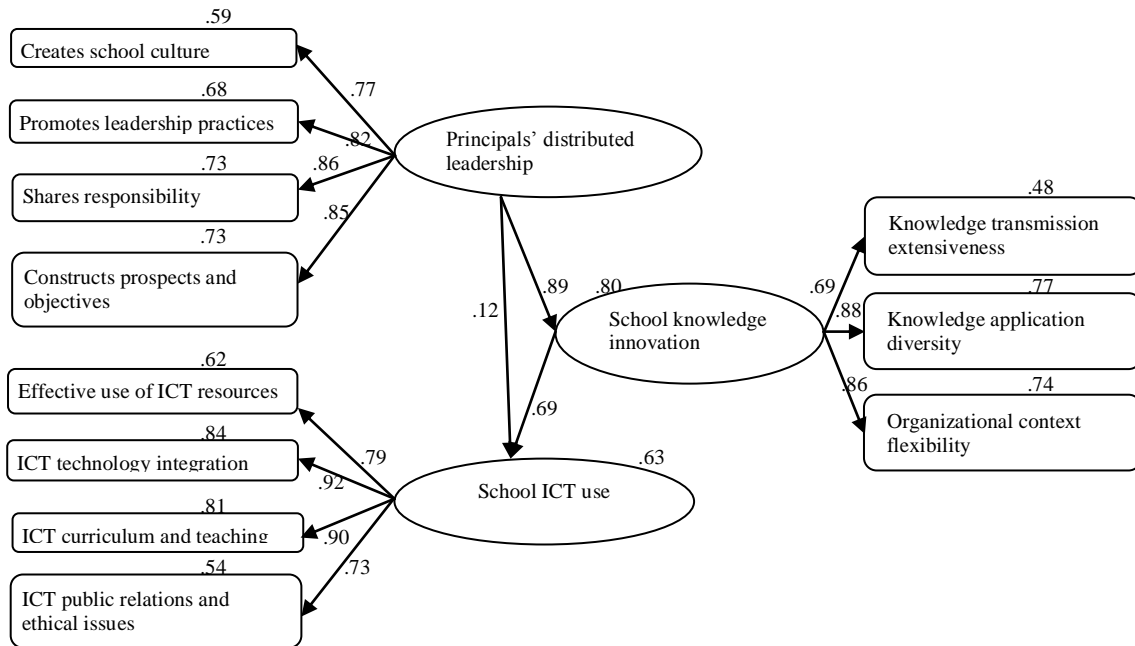 .59
Creates school culture
.77
.68
Promotes leadership practices
.82
Principals’ distributed
leadership
.73
.86
Shares responsibility
.85
.73
Constructs prospects and
objectives
.48
Knowledge transmission
extensiveness
.89
.80
.69
.77
.12
School knowledge
innovation
.88
Knowledge application
diversity
.62
Effective use of ICT resources
.86
.74
.69
Organizational context
flexibility
.84
ICT technology integration
.79
.63
.92
School ICT use
.81
ICT curriculum and teaching
.90
.54
.73
ICT public relations and
ethical issues